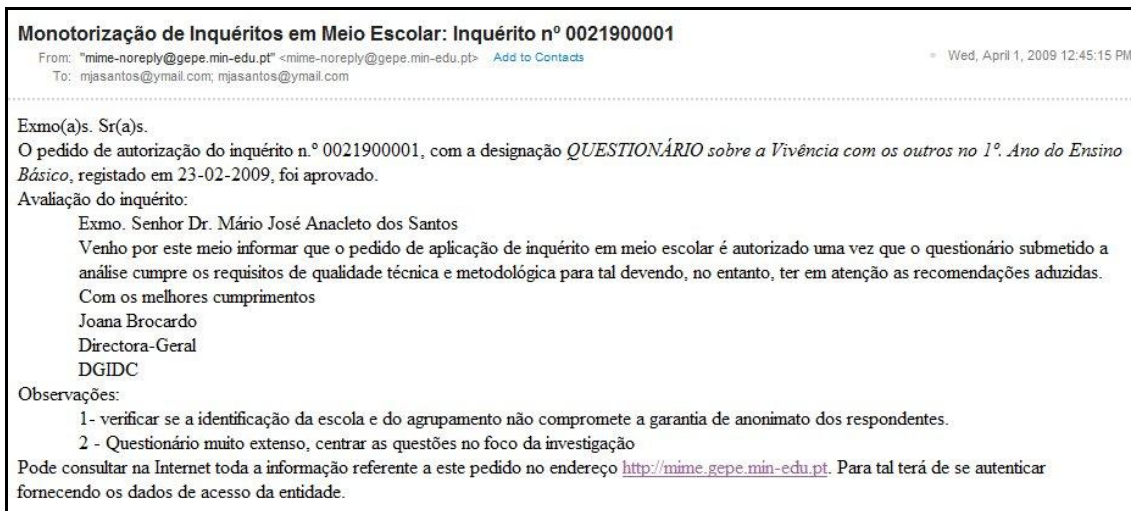 Monotorização de Inquéritos em Meio Escolar: Inquérito nº 0021900001
From: "mime-noreply@gepe.min-edu.pt" <mime-noreply@gepe.min-edu.pt> Add to Contacts
Wed, April 1, 2009 12:45:15 PM
To: mjasantos@ymail.com; mjasantos@ymail.com
Exmo(a)s. Sr(a)s.
O pedido de autorização do inquérito n.º 0021900001, com a designação QUESTIONÁRIO sobre a Vivência com os outros no 1º. Ano do Ensino
Básico, registado em 23-02-2009, foi aprovado.
Avaliação do inquérito:
Exmo. Senhor Dr. Mário José Anacleto dos Santos
Venho por este meio informar que o pedido de aplicação de inquérito em meio escolar é autorizado uma vez que o questionário submetido a
análise cumpre os requisitos de qualidade técnica e metodológica para tal devendo, no entanto, ter em atenção as recomendações aduzidas.
Com os melhores cumprimentos
Joana Brocardo
Directora-Geral
DGIDC
Observações:
1- verificar se a identificação da escola e do agrupamento não compromete a garantia de anonimato dos respondentes.
2 - Questionário muito extenso, centrar as questões no foco da investigação
Pode consultar na Internet toda a informação referente a este pedido no endereço http://mime.gepe.min-edu.pt. Para tal terá de se autenticar
fornecendo os dados de acesso da entidade.